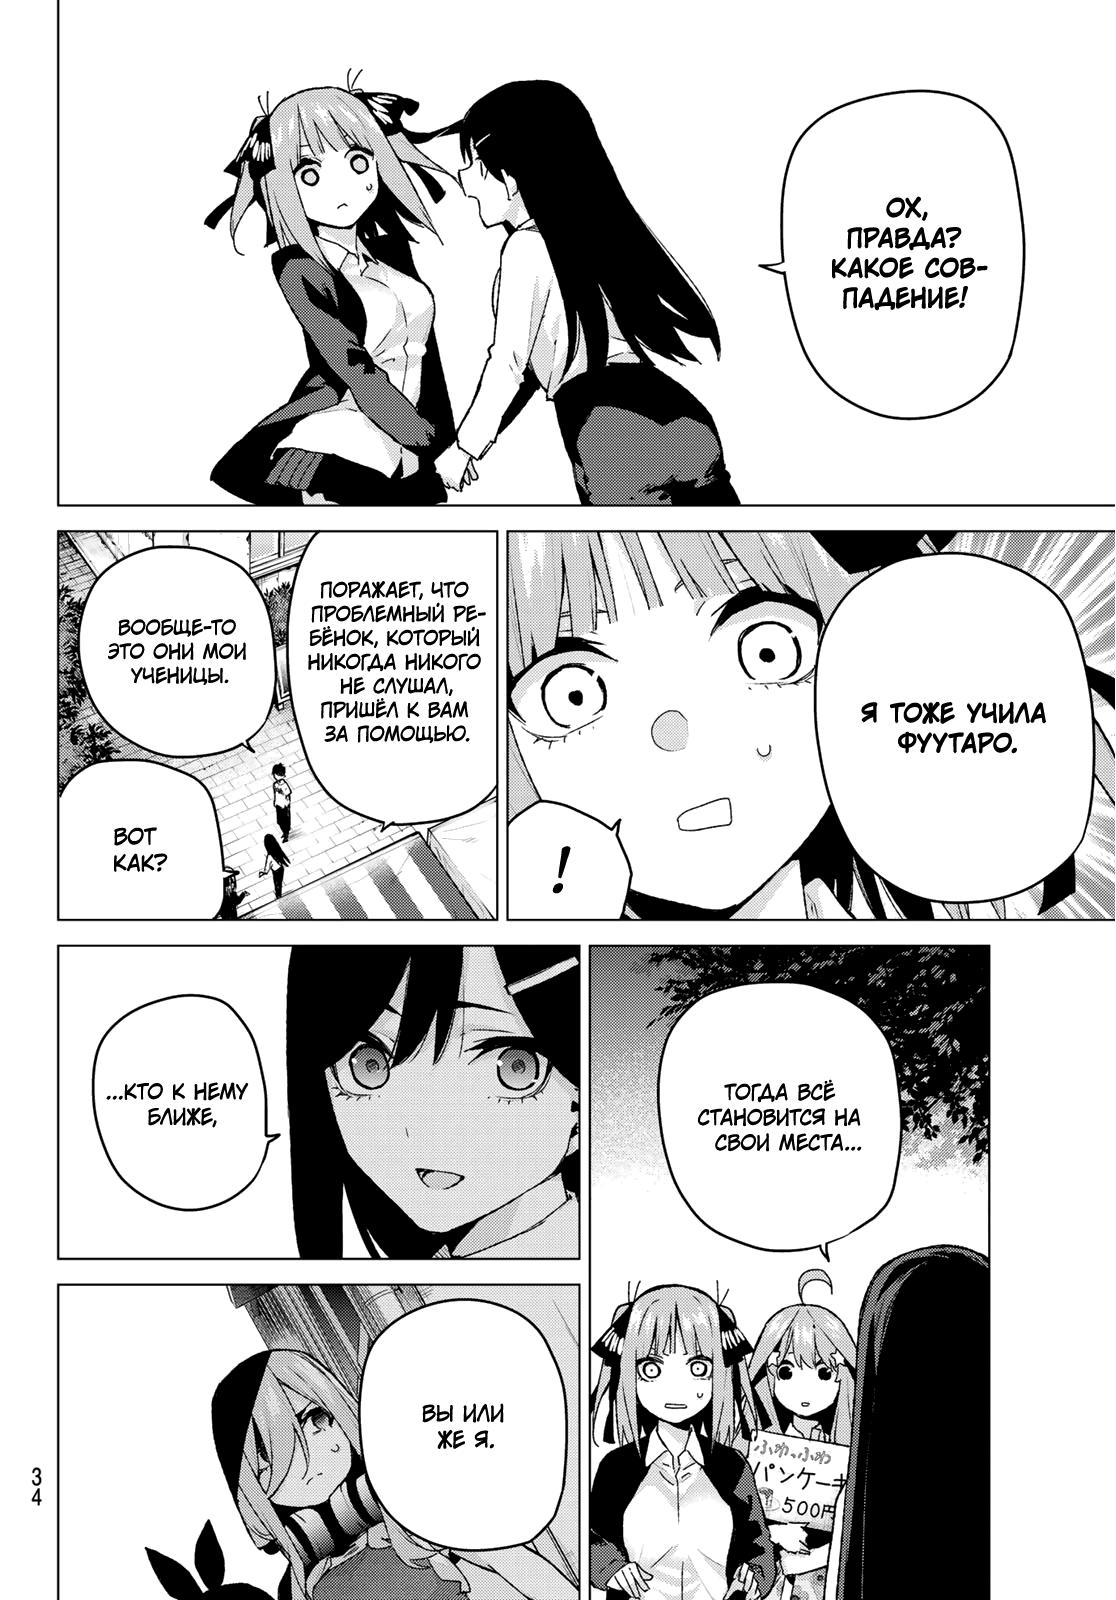 ОХ,
ПРАВДА?
КАКОЕ СОВ-
ПАДЕНИЕ!
Я ТОЖЕ УЧИЛА
ФУУТАРО.
!
ПОРАЖАЕТ, ЧТО
ПРОБЛЕМНЫЙ РЕ-
БЁНОК, КОТОРЫЙ
НИКОГДА НИКОГО
НЕ СЛУШАЛ,
ПРИШЁЛ К ВАМ
ЗА ПОМОЩЬЮ.
ВООБЩЕ-ТО
ЭТО ОНИ МОИ
УЧЕНИЦЫ.
ВОТ
КАК?
ТОГДА ВСЁ
СТАНОВИТСЯ НА
СВОИ МЕСТА...
ふわっふわ
パンケーキ
500円
...КТО К НЕМУ
БЛИЖЕ,
ВЫ ИЛИ
ЖЕ Я.
34